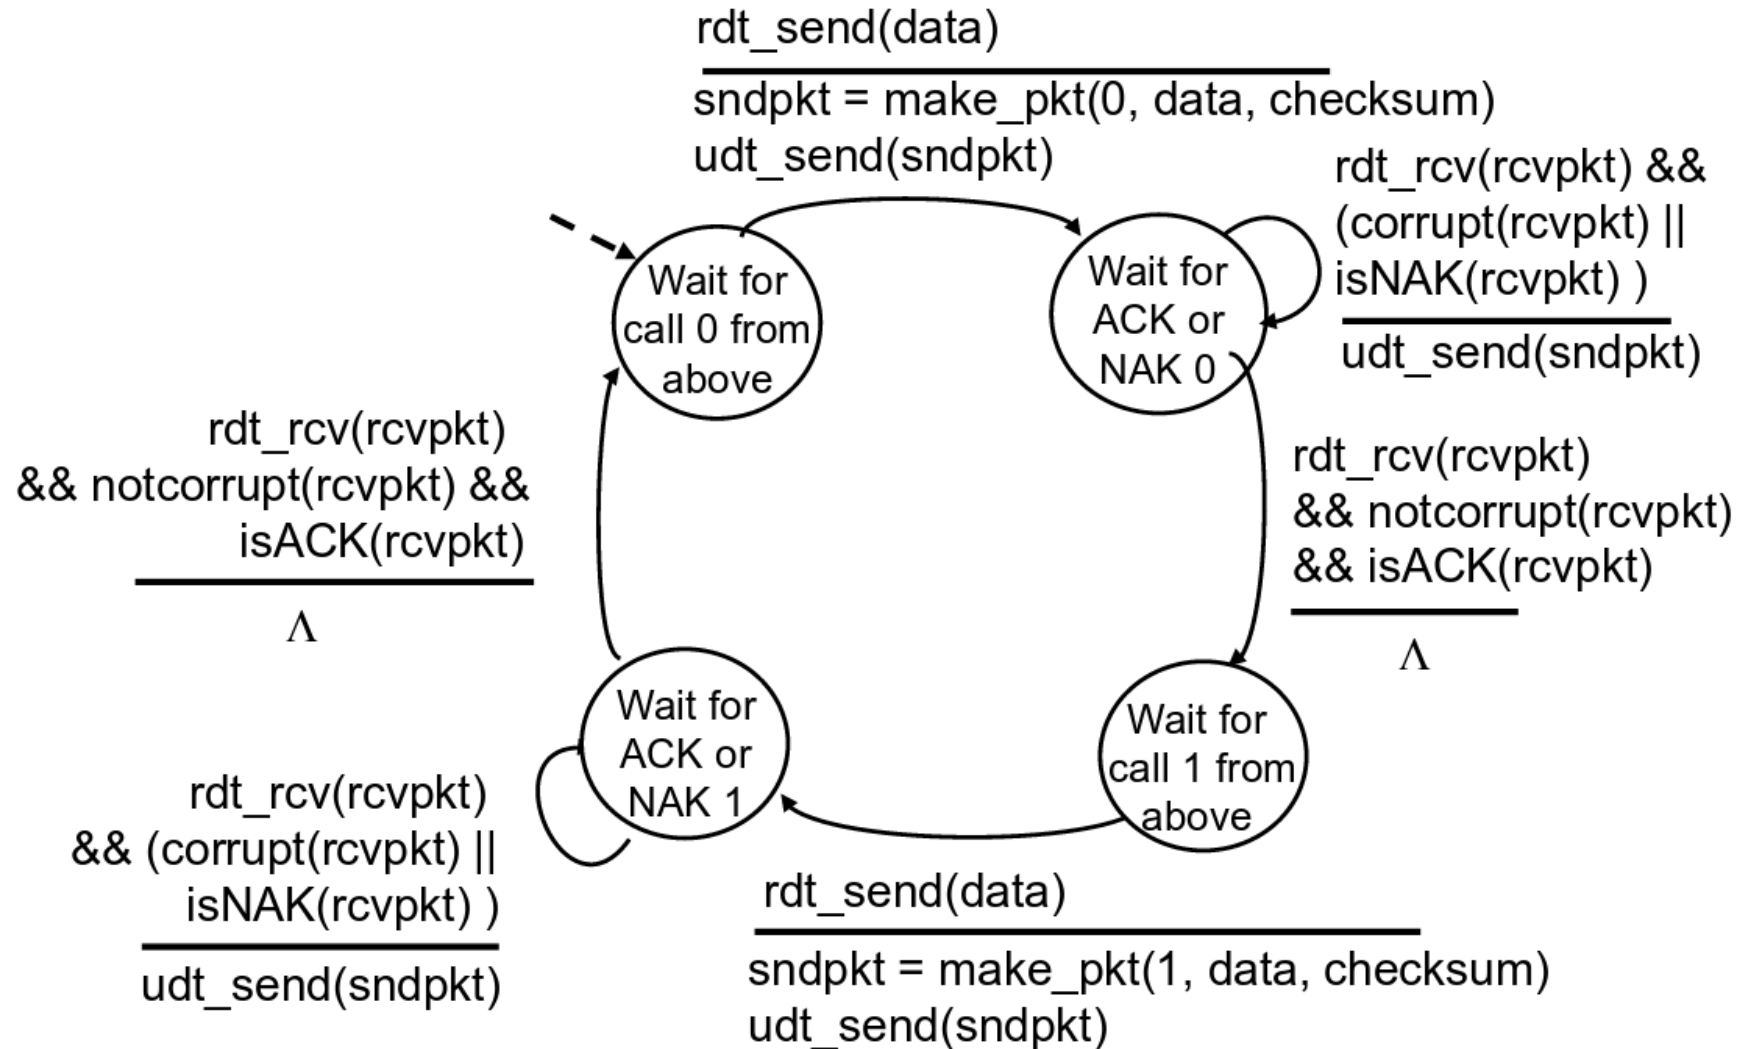 rdt_send(data)
sndpkt = make_pkt(0, data, checksum)
udt_send(sndpkt)
rdt_rcv(rcvpkt) &&
(corrupt(rcvpkt) ||
isNAK(rcvpkt) )
udt_send(sndpkt)
Wait for
call 0 from
above
Wait for
ACK or
NAK 0
rdt_rcv(rcvpkt)
&& notcorrupt(rcvpkt) &&
isACK(rcvpkt)
Λ
rdt_rcv(rcvpkt)
&& notcorrupt(rcvpkt)
&& isACK(rcvpkt)
Λ
Wait for
ACK or
NAK 1
Wait for
call 1 from
above
rdt_rcv(rcvpkt)
&& (corrupt(rcvpkt) ||
isNAK(rcvpkt) )
udt_send(sndpkt)
rdt_send(data)
sndpkt = make_pkt(1, data, checksum)
udt_send(sndpkt)